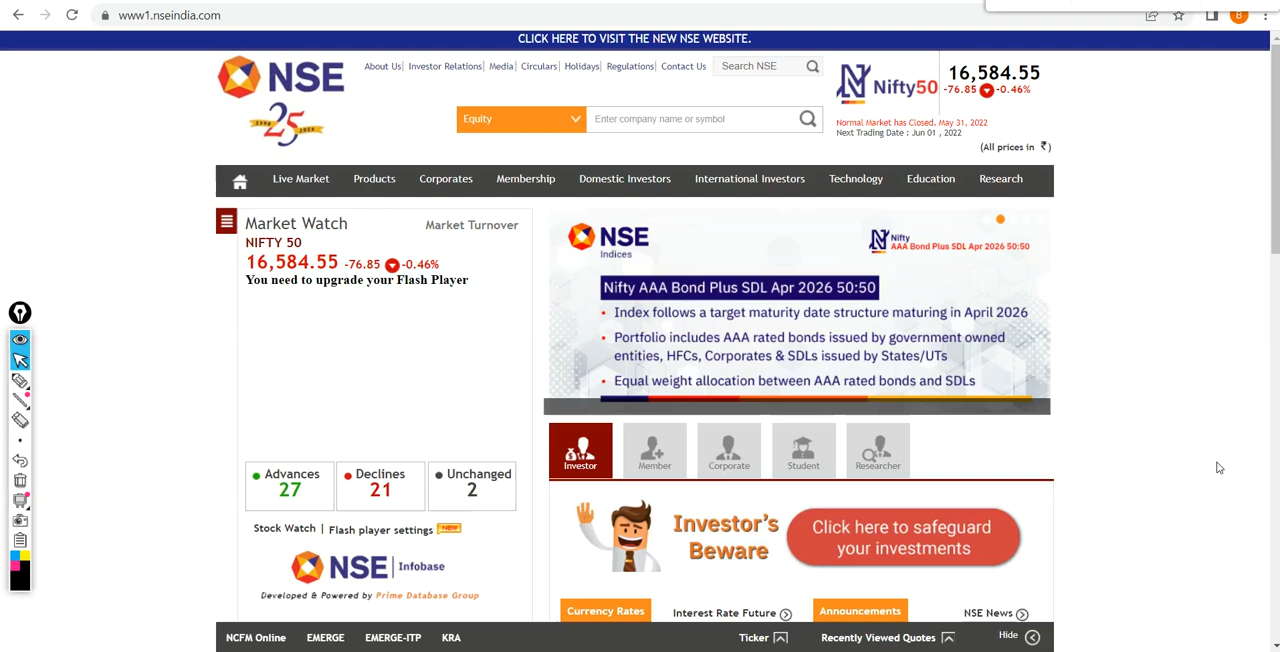 www1.nseindia.com
B
CLICK HERE TO VISIT THE NEW NSE WEBSITE.
NSE
25
About Us| Investor Relations| Media| Circulars| Holidays| Regulations| Contact Us
Search NSE
Equity
Enter company name or symbol
Nifty50
16,584.55
-76.85 -0.46%
Normal Market has Closed. May 31, 2022
Next Trading Date : Jun 01 , 2022
(All prices in ₹)
Live Market Products Corporates Membership Domestic Investors International Investors Technology Education Research
Market Watch Market Turnover
NIFTY 50
16,584.55 -76.85 -0.46%
You need to upgrade your Flash Player
Advances
27
Declines
21
Unchanged
2
Stock Watch | Flash player settings
NSE Infobase
Developed & Powered by Prime Database Group
NSE
Indices
Nifty
AAA Bond Plus SDL Apr 2026 50:50
Nifty AAA Bond Plus SDL Apr 2026 50:50
• Index follows a target maturity date structure maturing in April 2026
• Portfolio includes AAA rated bonds issued by government owned
entities, HFCs, Corporates & SDLs issued by States/UTs
• Equal weight allocation between AAA rated bonds and SDLs
Investor Member Corporate Student Researcher
Investor's
Beware
Click here to safeguard
your investments
Currency Rates Interest Rate Future
Announcements NSE News
NCFM Online EMERGE EMERGE-ITP KRA Ticker Recently Viewed Quotes Hide